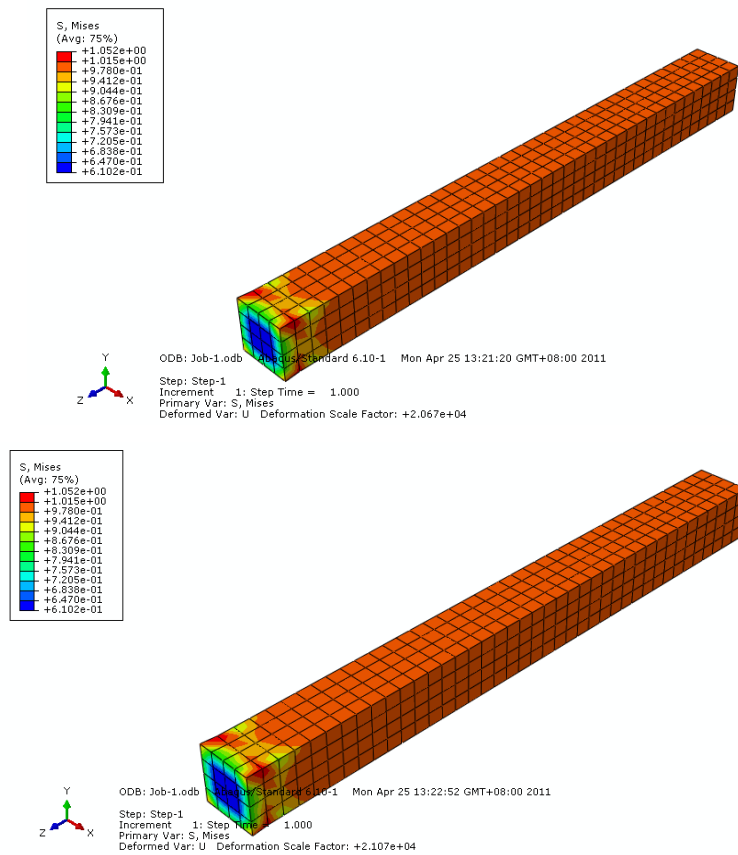 S, Mises
(Avg: 75%)
+1.052e+00
+1.015e+00
+9.780e-01
+9.412e-01
+9.044e-01
+8.676e-01
+8.309e-01
+7.941e-01
+7.573e-01
+7.205e-01
+6.838e-01
+6.470e-01
+6.102e-01
Y
Z X
ODB: Job-1.odb Abaqus/Standard 6.10-1 Mon Apr 25 13:21:20 GMT+08:00 2011
Step: Step-1
Increment 1: Step Time = 1.000
Primary Var: S, Mises
Deformed Var: U Deformation Scale Factor: +2.067e+04
S, Mises
(Avg: 75%)
+1.052e+00
+1.015e+00
+9.780e-01
+9.412e-01
+9.044e-01
+8.676e-01
+8.309e-01
+7.941e-01
+7.573e-01
+7.205e-01
+6.838e-01
+6.470e-01
+6.102e-01
Y
Z X
ODB: Job-1.odb Abaqus/Standard 6.10-1 Mon Apr 25 13:22:52 GMT+08:00 2011
Step: Step-1
Increment 1: Step Time = 1.000
Primary Var: S, Mises
Deformed Var: U Deformation Scale Factor: +2.107e+04